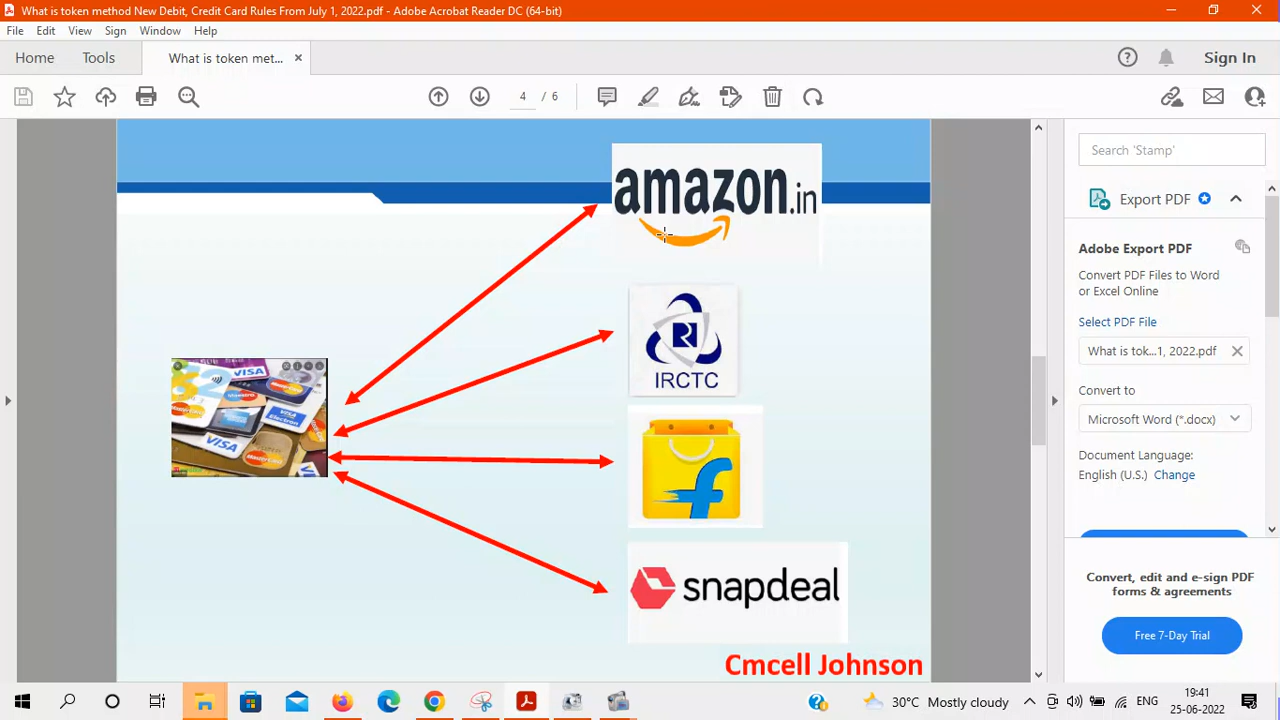 What is token method New Debit, Credit Card Rules From July 1, 2022.pdf - Adobe Acrobat Reader DC (64-bit)
File Edit View Sign Window Help
Home Tools What is token met... × Sign In
4 / 6
amazon.in
IRCTC
VISA
VISA Electron
VISA
MasterCard
f
snapdeal
Cmcell Johnson
Search 'Stamp'
Export PDF
Adobe Export PDF
Convert PDF Files to Word
or Excel Online
Select PDF File
What is tok...1, 2022.pdf
Convert to
Microsoft Word (*.docx)
Document Language:
English (U.S.) Change
Convert, edit and e-sign PDF
forms & agreements
Free 7-Day Trial
30°C Mostly cloudy ENG 19:41
25-06-2022